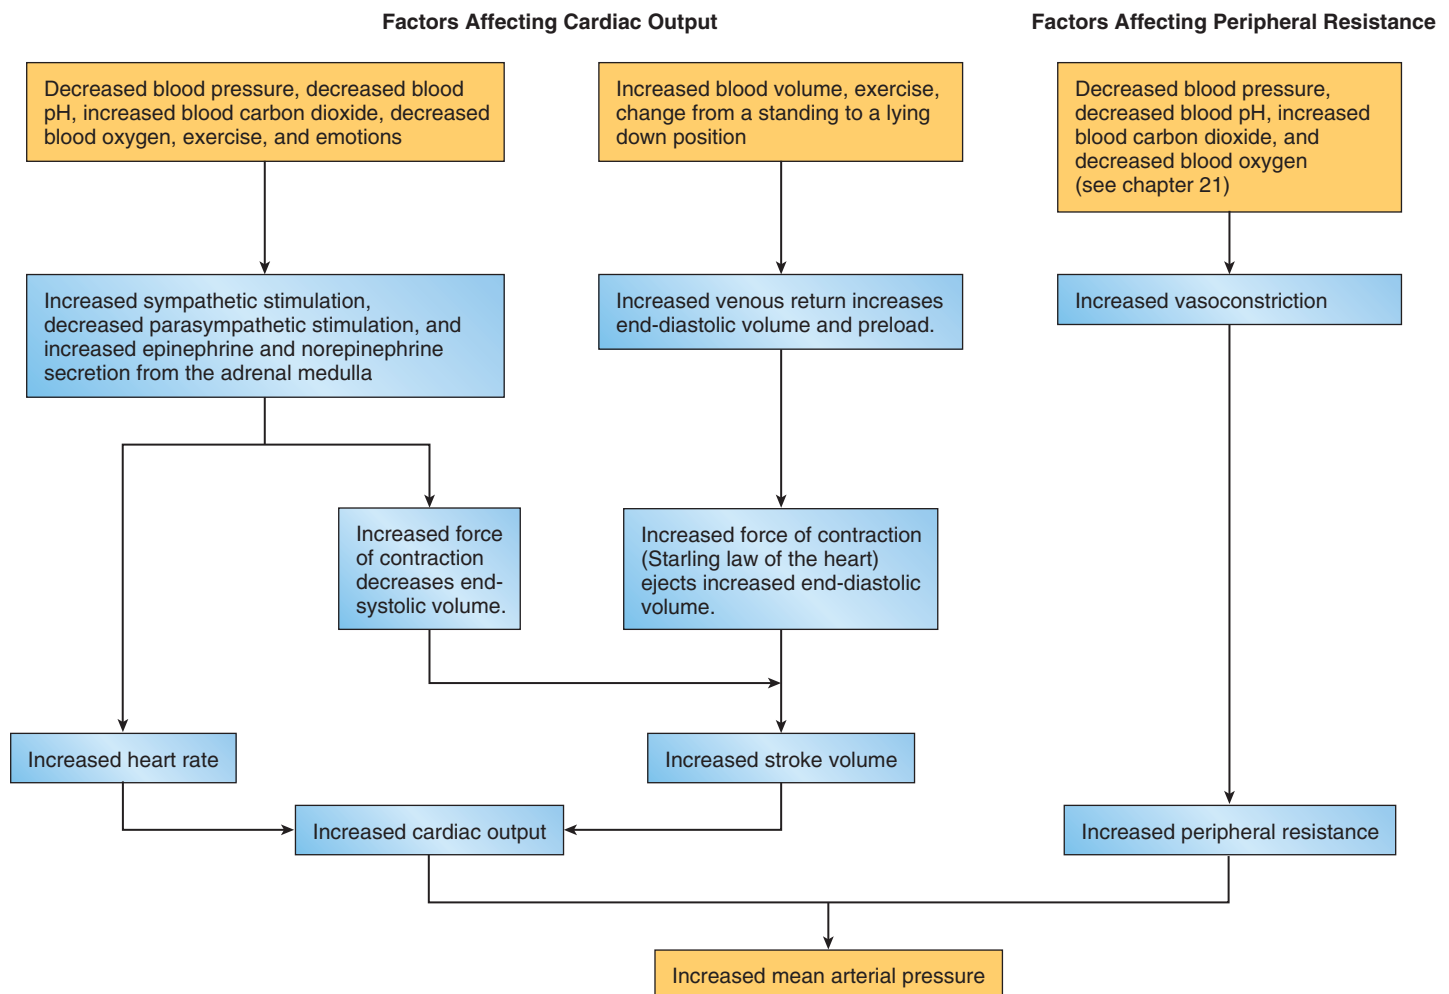 Factors Affecting Cardiac Output
Factors Affecting Peripheral Resistance
Decreased blood pressure, decreased blood
pH, increased blood carbon dioxide, decreased
blood oxygen, exercise, and emotions
Increased blood volume, exercise,
change from a standing to a lying
down position
Decreased blood pressure,
decreased blood pH, increased
blood carbon dioxide, and
decreased blood oxygen
(see chapter 21)
Increased sympathetic stimulation,
decreased parasympathetic stimulation, and
increased epinephrine and norepinephrine
secretion from the adrenal medulla
Increased venous return increases
end-diastolic volume and preload.
Increased vasoconstriction
Increased force
of contraction
decreases end-
systolic volume.
Increased force of contraction
(Starling law of the heart)
ejects increased end-diastolic
volume.
Increased heart rate
Increased stroke volume
Increased cardiac output
Increased peripheral resistance
Increased mean arterial pressure